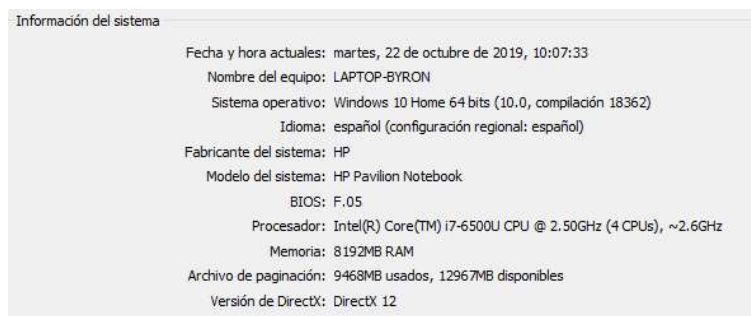 Información del sistema
Fecha y hora actuales: martes, 22 de octubre de 2019, 10:07:33
Nombre del equipo: LAPTOP-BYRON
Sistema operativo: Windows 10 Home 64 bits (10.0, compilación 18362)
Idioma: español (configuración regional: español)
Fabricante del sistema: HP
Modelo del sistema: HP Pavilion Notebook
BIOS: F.05
Procesador: Intel(R) Core(TM) i7-6500U CPU @ 2.50GHz (4 CPUs), ~2.6GHz
Memoria: 8192MB RAM
Archivo de paginación: 9468MB usados, 12967MB disponibles
Versión de DirectX: DirectX 12